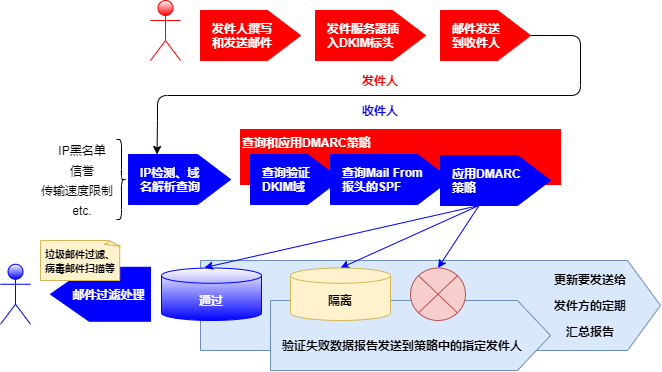 发件人撰写
和发送邮件
发件服务器插
入DKIM标头
邮件发送
到收件人
发件人
收件人
IP黑名单
信誉
传输速度限制
etc.
IP检测、域
名解析查询
查询和应用DMARC策略
查询验证
DKIM域
查询Mail From
报头的SPF
应用DMARC
策略
垃圾邮件过滤、
病毒邮件扫描等
邮件过滤处理
通过
隔离
更新要发送给
发件方的定期
汇总报告
验证失败数据报告发送到策略中的指定发件人